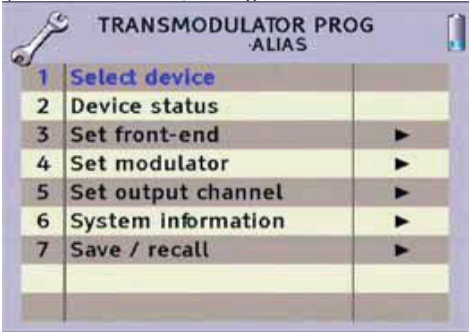 TRANSMODULATOR PROG
ALIAS
1 Select device
2 Device status
3 Set front-end ►
4 Set modulator ►
5 Set output channel ►
6 System information ►
7 Save / recall ►